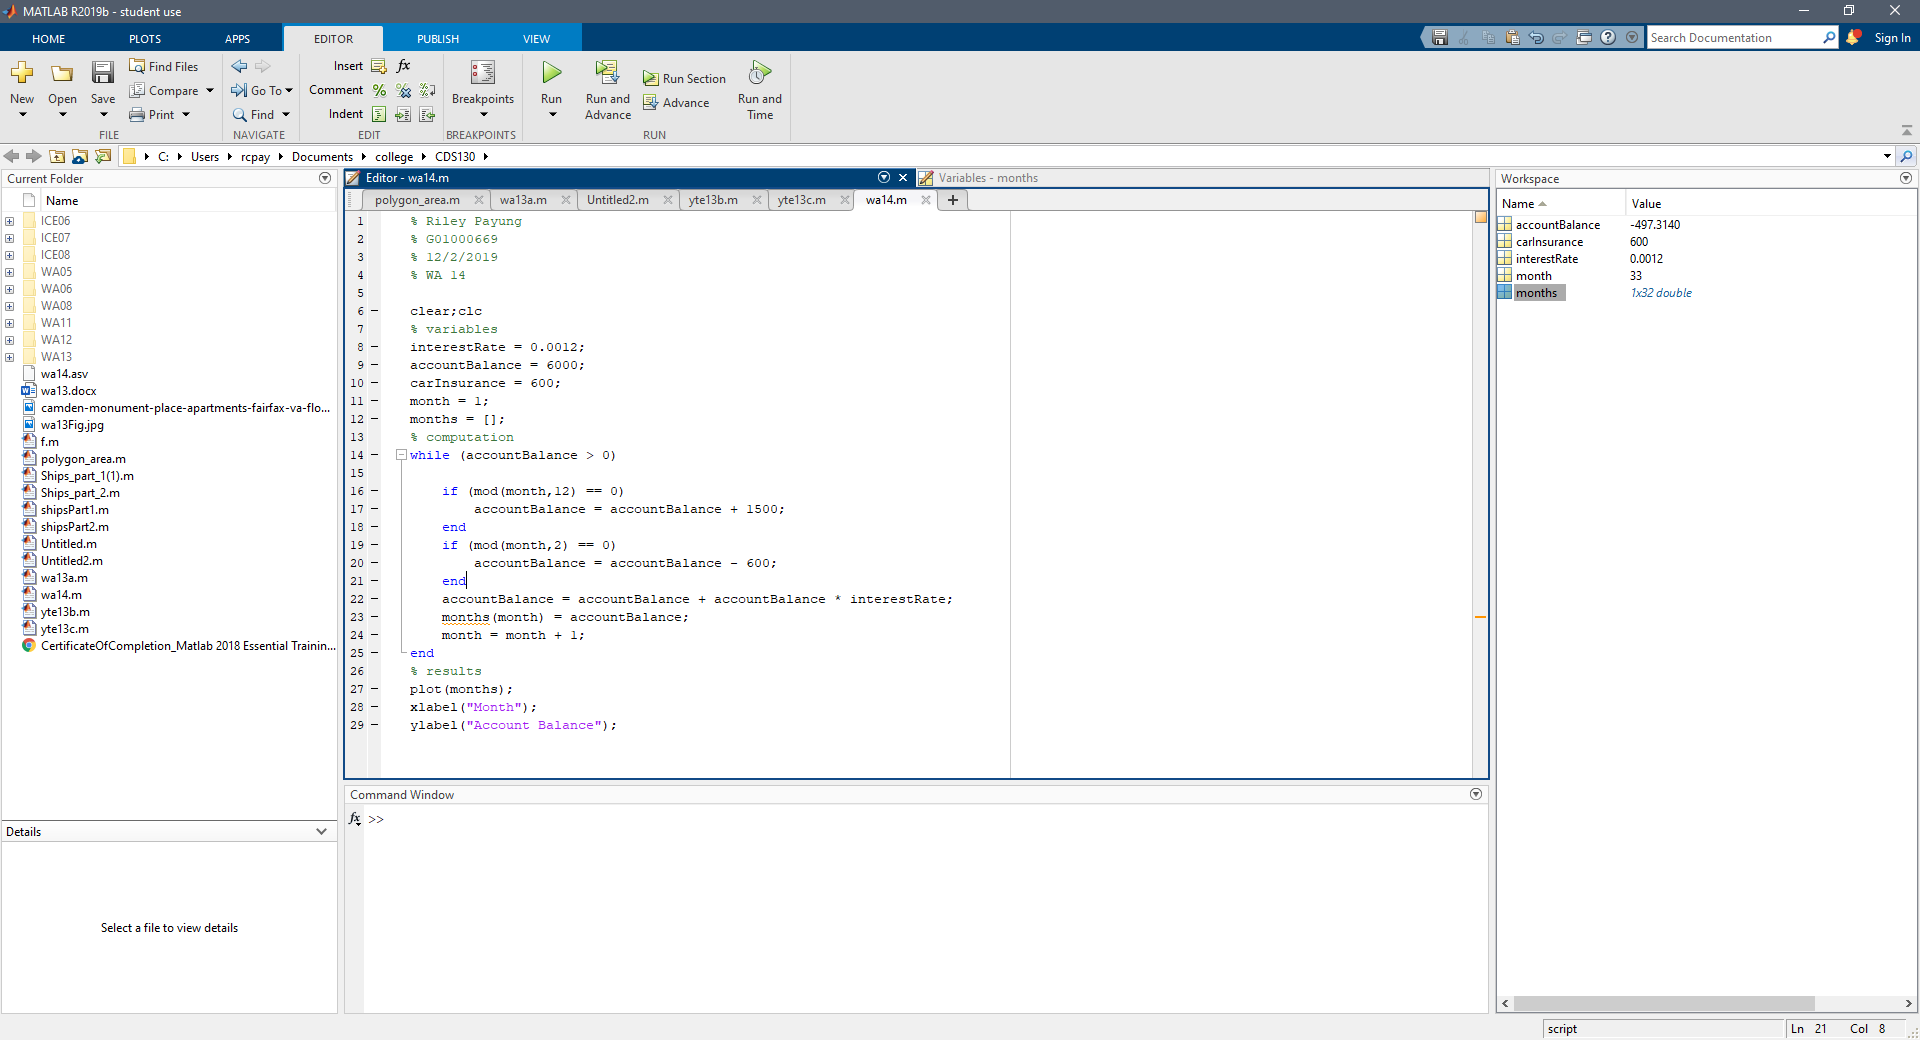 MATLAB R2019b - student use
HOME PLOTS APPS EDITOR PUBLISH VIEW
Search Documentation
Sign In
New Open Save
Find Files
Compare
Print
FILE
Go To
Find
NAVIGATE
Insert fx
Comment
Indent
EDIT
Breakpoints
BREAKPOINTS
Run
Run and Advance
Run Section
Advance
Run and Time
RUN
C: Users rcpay Documents college CDS130
Current Folder
Name
ICE06
ICE07
ICE08
WA05
WA06
WA08
WA11
WA12
WA13
wa14.asv
wa13.docx
camden-monument-place-apartments-fairfax-va-flo...
wa13Fig.jpg
f.m
polygon_area.m
Ships_part_1(1).m
Ships_part_2.m
shipsPart1.m
shipsPart2.m
Untitled.m
Untitled2.m
wa13a.m
wa14.m
yte13b.m
yte13c.m
CertificateOfCompletion_Matlab 2018 Essential Trainin...
Details
Select a file to view details
Editor - wa14.m
Variables - months
polygon_area.m wa13a.m Untitled2.m yte13b.m yte13c.m wa14.m
1 % Riley Payung
2 % G01000669
3 % 12/2/2019
4 % WA 14
5
6 clear;clc
7 % variables
8 interestRate = 0.0012;
9 accountBalance = 6000;
10 carInsurance = 600;
11 month = 1;
12 months = [];
13 % computation
14 while (accountBalance > 0)
15
16 if (mod(month,12) == 0)
17 accountBalance = accountBalance + 1500;
18 end
19 if (mod(month,2) == 0)
20 accountBalance = accountBalance - 600;
21 end
22 accountBalance = accountBalance + accountBalance * interestRate;
23 months(month) = accountBalance;
24 month = month + 1;
25 end
26 % results
27 plot(months);
28 xlabel("Month");
29 ylabel("Account Balance");
Command Window
fx >>
Workspace
Name Value
accountBalance -497.3140
carInsurance 600
interestRate 0.0012
month 33
months 1x32 double
script
Ln 21 Col 8